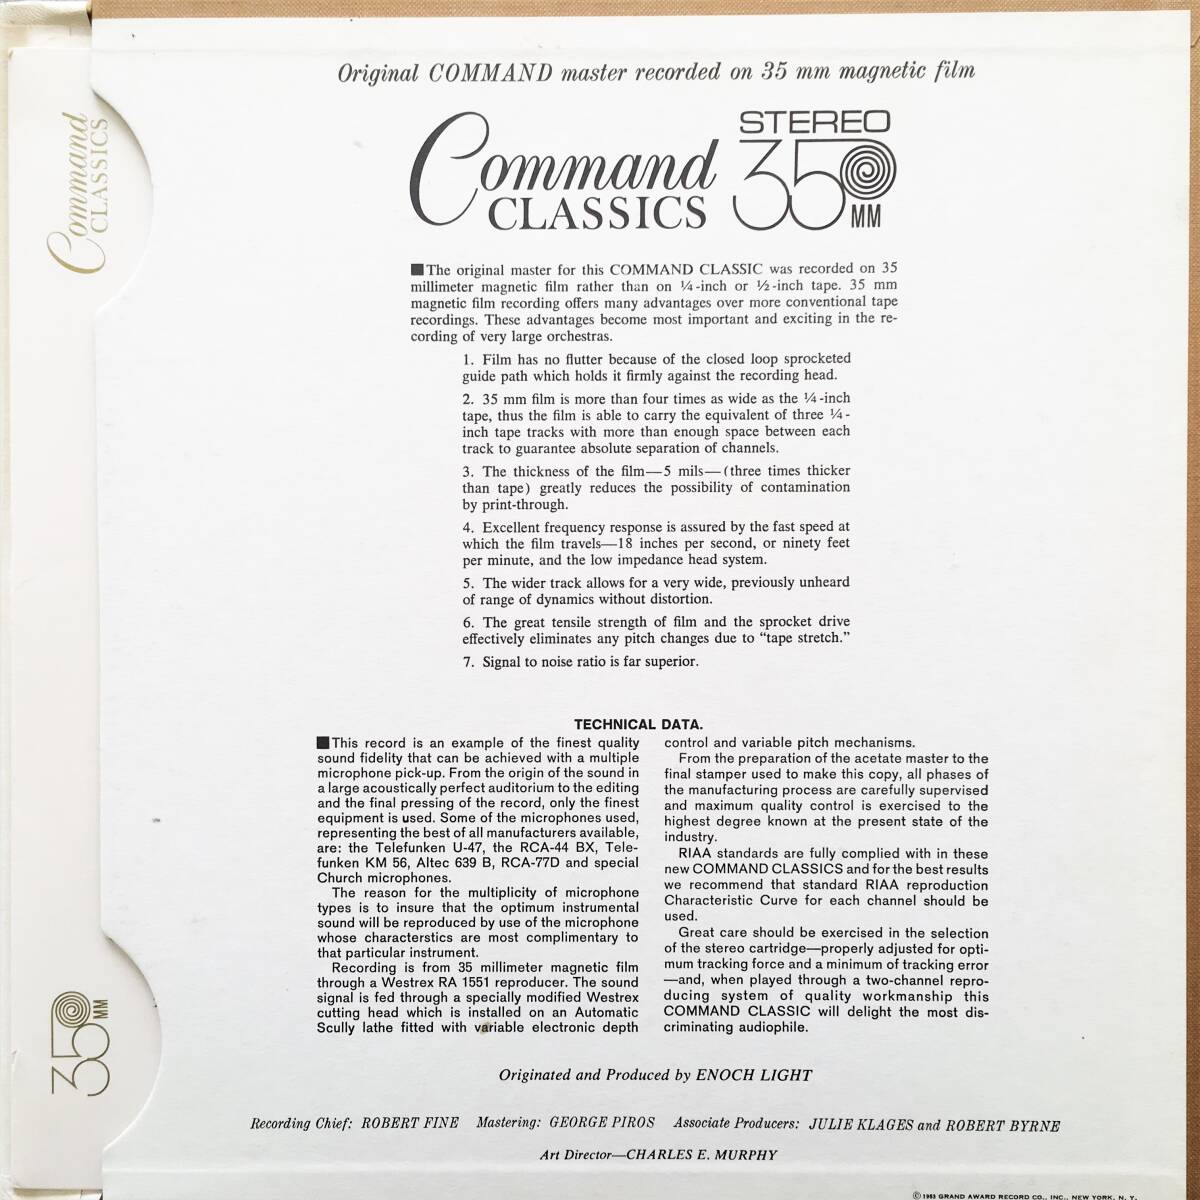 Original COMMAND master recorded on 35 mm magnetic film
Command
CLASSICS
STEREO
35
MM
■ The original master for this COMMAND CLASSIC was recorded on 35
millimeter magnetic film rather than on ¼-inch or ½-inch tape. 35 mm
magnetic film recording offers many advantages over more conventional tape
recordings. These advantages become most important and exciting in the re-
cording of very large orchestras.
1. Film has no flutter because of the closed loop sprocketed
guide path which holds it firmly against the recording head.
2. 35 mm film is more than four times as wide as the ¼-inch
tape, thus the film is able to carry the equivalent of three ¼-
inch tape tracks with more than enough space between each
track to guarantee absolute separation of channels.
3. The thickness of the film—5 mils—(three times thicker
than tape) greatly reduces the possibility of contamination
by print-through.
4. Excellent frequency response is assured by the fast speed at
which the film travels—18 inches per second, or ninety feet
per minute, and the low impedance head system.
5. The wider track allows for a very wide, previously unheard
of range of dynamics without distortion.
6. The great tensile strength of film and the sprocket drive
effectively eliminates any pitch changes due to “tape stretch.”
7. Signal to noise ratio is far superior.
TECHNICAL DATA.
■ This record is an example of the finest quality
sound fidelity that can be achieved with a multiple
microphone pick-up. From the origin of the sound in
a large acoustically perfect auditorium to the editing
and the final pressing of the record, only the finest
equipment is used. Some of the microphones used,
representing the best of all manufacturers available,
are: the Telefunken U-47, the RCA-44 BX, Tele-
funken KM 56, Altec 639 B, RCA-77D and special
Church microphones.
The reason for the multiplicity of microphone
types is to insure that the optimum instrumental
sound will be reproduced by use of the microphone
whose characterstics are most complimentary to
that particular instrument.
Recording is from 35 millimeter magnetic film
through a Westrex RA 1551 reproducer. The sound
signal is fed through a specially modified Westrex
cutting head which is installed on an Automatic
Scully lathe fitted with variable electronic depth
control and variable pitch mechanisms.
From the preparation of the acetate master to the
final stamper used to make this copy, all phases of
the manufacturing process are carefully supervised
and maximum quality control is exercised to the
highest degree known at the present state of the
industry.
RIAA standards are fully complied with in these
new COMMAND CLASSICS and for the best results
we recommend that standard RIAA reproduction
Characteristic Curve for each channel should be
used.
Great care should be exercised in the selection
of the stereo cartridge—properly adjusted for opti-
mum tracking force and a minimum of tracking error
—and, when played through a two-channel repro-
ducing system of quality workmanship this
COMMAND CLASSIC will delight the most dis-
criminating audiophile.
Originated and Produced by ENOCH LIGHT
Recording Chief: ROBERT FINE Mastering: GEORGE PIROS Associate Producers: JULIE KLAGES and ROBERT BYRNE
Art Director—CHARLES E. MURPHY
© 1963 GRAND AWARD RECORD CO., INC., NEW YORK, N. Y.
Command
CLASSICS
35
MM